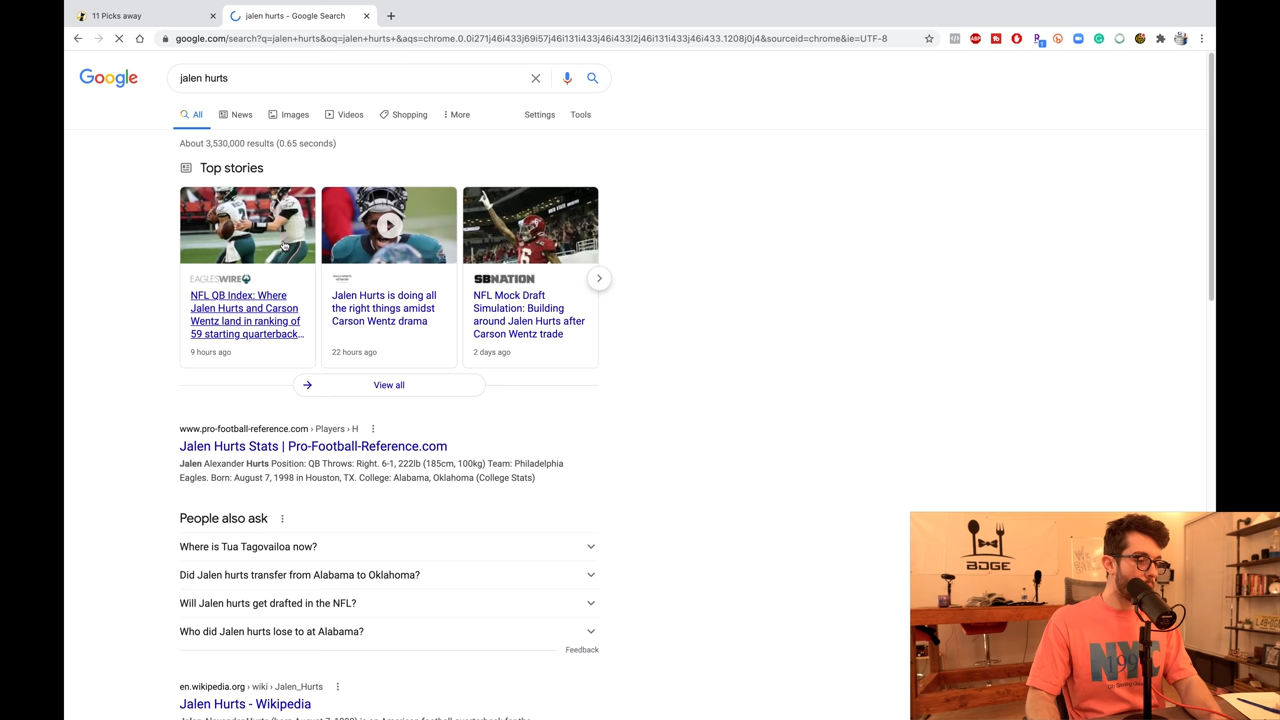 11 Picks away
jalen hurts - Google Search
google.com/search?q=jalen+hurts&oq=jalen+hurts+&aqs=chrome.0.0i271j46i433j69i57j46i131i433j46i433l2j46i131i433j46i433.1208j0j4&sourceid=chrome&ie=UTF-8
Google
jalen hurts
All
News
Images
Videos
Shopping
More
Settings
Tools
About 3,530,000 results (0.65 seconds)
Top stories
EAGLESWIRE
NFL QB Index: Where
Jalen Hurts and Carson
Wentz land in ranking of
59 starting quarterback...
9 hours ago
Jalen Hurts is doing all
the right things amidst
Carson Wentz drama
22 hours ago
SBNATION
NFL Mock Draft
Simulation: Building
around Jalen Hurts after
Carson Wentz trade
2 days ago
View all
www.pro-football-reference.com › Players › H
Jalen Hurts Stats | Pro-Football-Reference.com
Jalen Alexander Hurts Position: QB Throws: Right. 6-1, 222lb (185cm, 100kg) Team: Philadelphia
Eagles. Born: August 7, 1998 in Houston, TX. College: Alabama, Oklahoma (College Stats)
People also ask
Where is Tua Tagovailoa now?
Did Jalen hurts transfer from Alabama to Oklahoma?
Will Jalen hurts get drafted in the NFL?
Who did Jalen hurts lose to at Alabama?
Feedback
en.wikipedia.org › wiki › Jalen_Hurts
Jalen Hurts - Wikipedia
BDGE
NYC